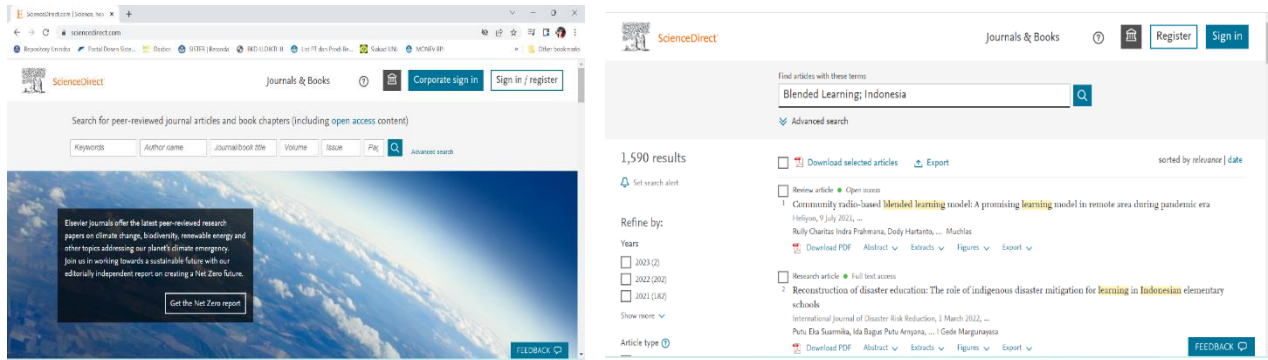 ScienceDirect.com | Science, hea
sciencedirect.com
Repository Unindra
Portal Dosen Siste...
SISTER | Beranda
BKD LLDIKTI III
List PT dan Prodi Be...
MONEV BPI
Other bookmarks
ScienceDirect
Journals & Books
Corporate sign in
Sign in / register
Search for peer-reviewed journal articles and book chapters (including open access content)
Keywords
Author name
Journal/book title
Volume
Issue
Advanced search
Elsevier journals offer the latest peer-reviewed research
papers on climate change, biodiversity, renewable energy and
other topics addressing our planet's climate emergency.
Join us in working towards a sustainable future with our
editorially independent report on creating a Net Zero future.
Get the Net Zero report
FEEDBACK
ScienceDirect
Journals & Books
Register
Sign in
Find articles with these terms
Blended Learning; Indonesia
Advanced search
1,590 results
Set search alert
Refine by:
Years
2023 (2)
2022 (202)
2021 (182)
Show more
Article type
Download selected articles
Export
sorted by relevance | date
Review article • Open access
1 Community radio-based blended learning model: A promising learning model in remote area during pandemic era
Heliyon, 9 July 2021, ...
Rully Charitas Indra Prahmana, Dody Hartanto, ... Muchlas
Download PDF Abstract Extracts Figures Export
Research article • Full text access
2 Reconstruction of disaster education: The role of indigenous disaster mitigation for learning in Indonesian elementary
schools
International Journal of Disaster Risk Reduction, 1 March 2022, ...
Putu Eka Suarmika, Ida Bagus Putu Arnyana, ... I Gede Margunayasa
Download PDF Abstract Extracts Figures Export
FEEDBACK